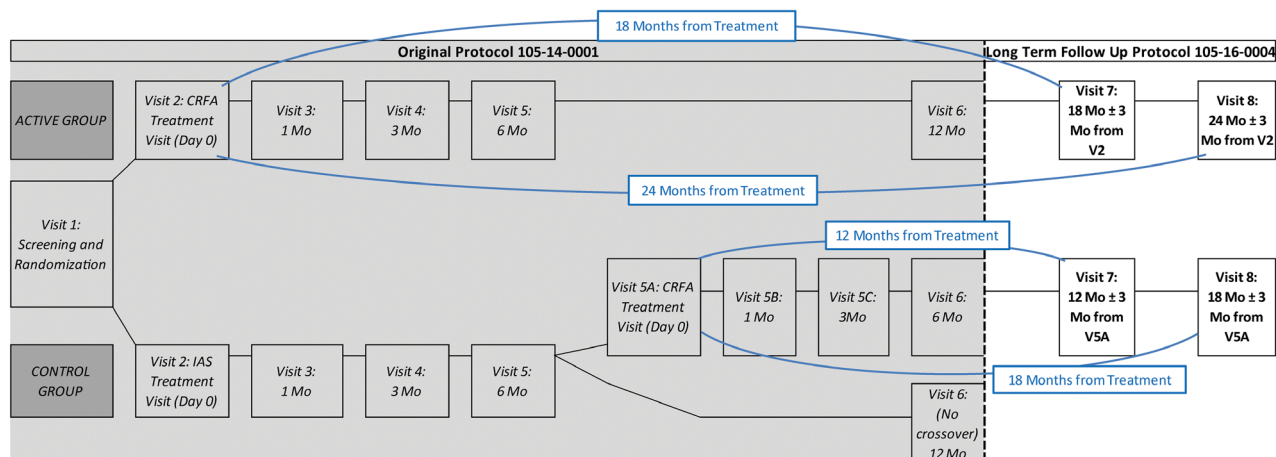 18 Months from Treatment
Original Protocol 105-14-0001
Long Term Follow Up Protocol 105-16-0004
ACTIVE GROUP
Visit 2: CRFA
Treatment
Visit (Day 0)
Visit 3:
1 Mo
Visit 4:
3 Mo
Visit 5:
6 Mo
Visit 6:
12 Mo
Visit 7:
18 Mo ± 3
Mo from
V2
Visit 8:
24 Mo ± 3
Mo from V2
24 Months from Treatment
Visit 1:
Screening and
Randomization
12 Months from Treatment
Visit 5A: CRFA
Treatment
Visit (Day 0)
Visit 5B:
1 Mo
Visit 5C:
3Mo
Visit 6:
6 Mo
Visit 7:
12 Mo ± 3
Mo from
V5A
Visit 8:
18 Mo ± 3
Mo from
V5A
CONTROL
GROUP
Visit 2: IAS
Treatment
Visit (Day 0)
Visit 3:
1 Mo
Visit 4:
3 Mo
Visit 5:
6 Mo
18 Months from Treatment
Visit 6:
(No
crossover)
12 Mo